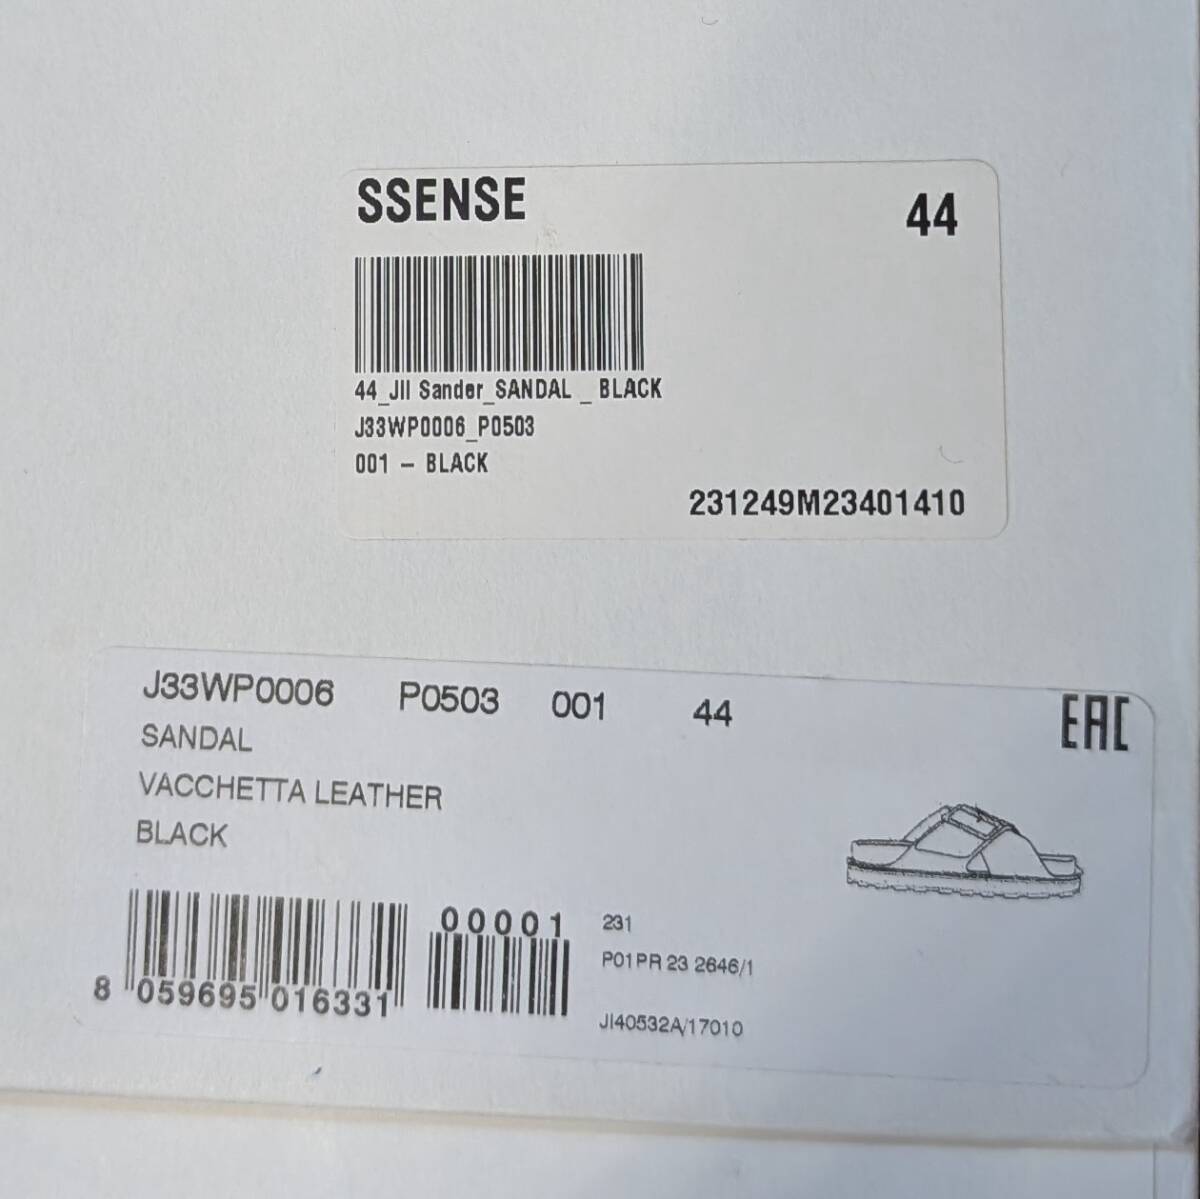 SSENSE 44
44_Jil Sander_SANDAL _ BLACK
J33WP0006_P0503
001 – BLACK
231249M23401410
J33WP0006 P0503 001 44
EAC
SANDAL
VACCHETTA LEATHER
BLACK
8 059695 016331
00001
231
P01PR 23 2646/1
JI40532A/17010